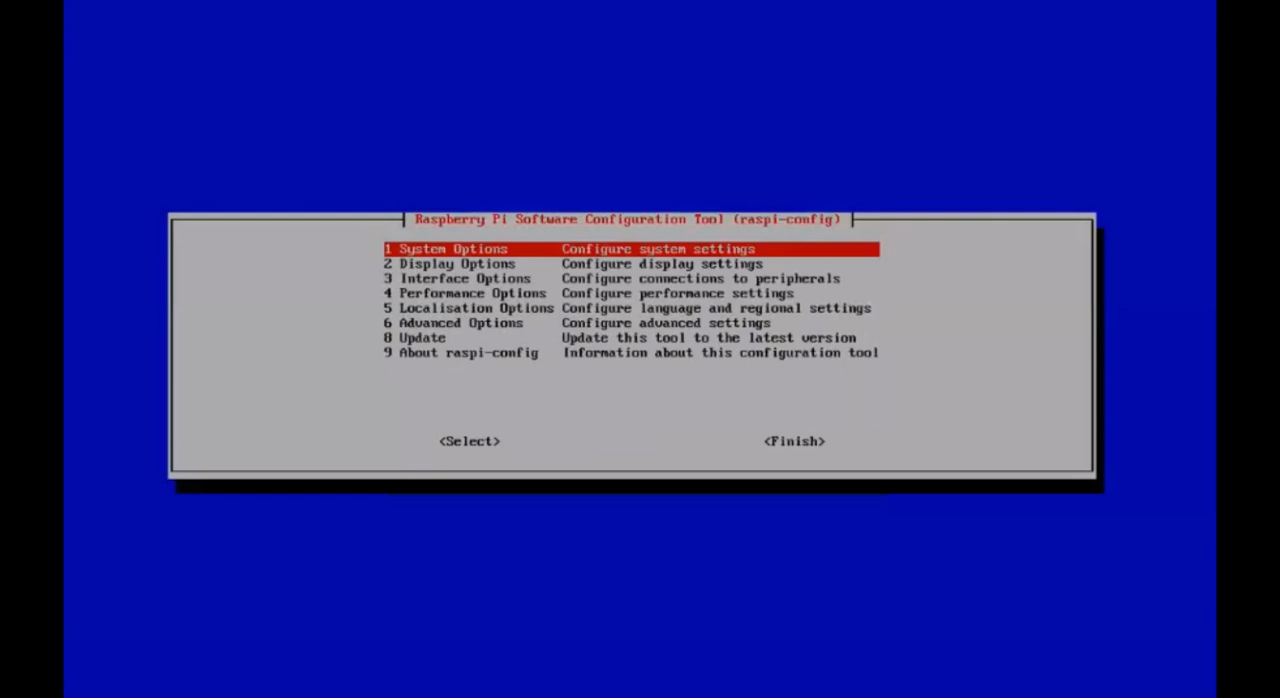 Raspberry Pi Software Configuration Tool (raspi-config)
1 System Options Configure system settings
2 Display Options Configure display settings
3 Interface Options Configure connections to peripherals
4 Performance Options Configure performance settings
5 Localisation Options Configure language and regional settings
6 Advanced Options Configure advanced settings
8 Update Update this tool to the latest version
9 About raspi-config Information about this configuration tool
<Select> <Finish>